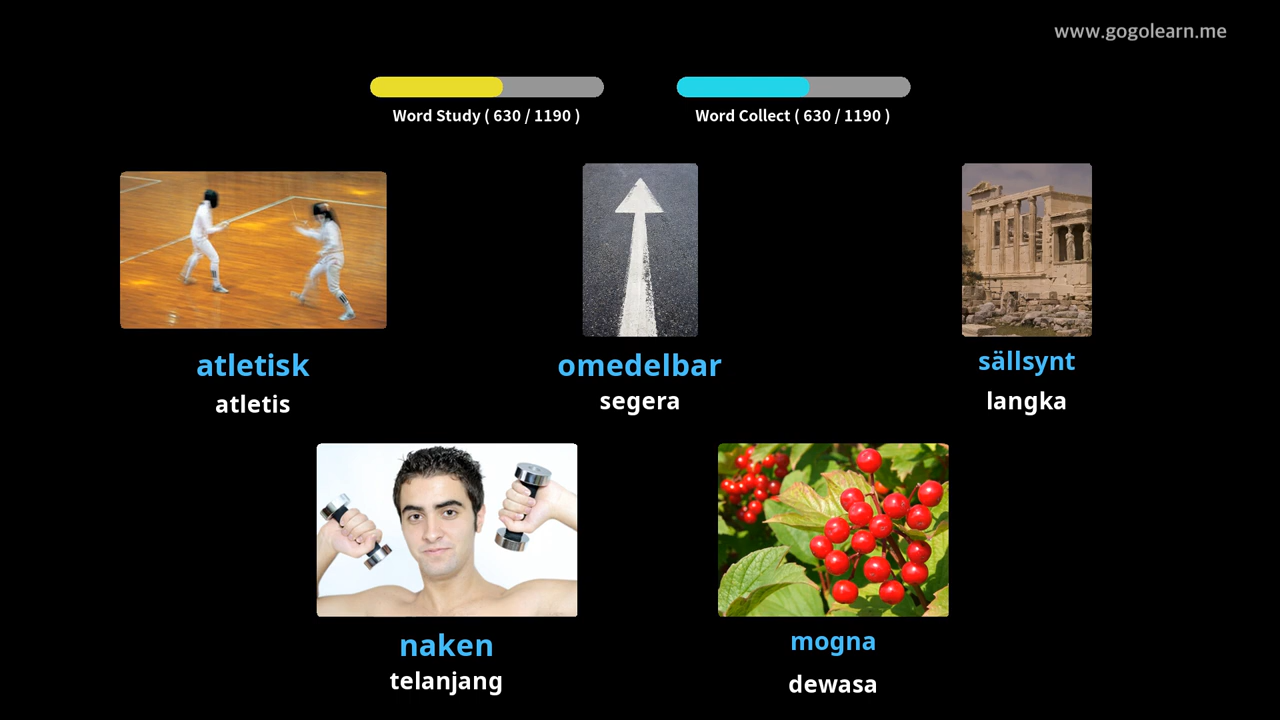 www.gogolearn.me
Word Study ( 630 / 1190 )
Word Collect ( 630 / 1190 )
atletisk
atletis
omedelbar
segera
sällsynt
langka
naken
telanjang
mogna
dewasa